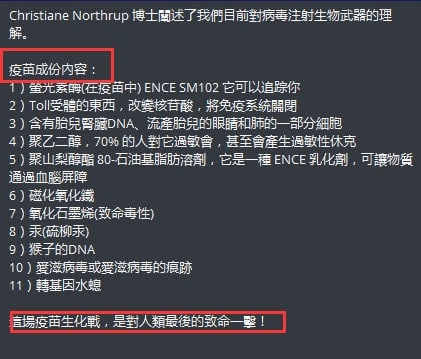 Christiane Northrup 博士闡述了我們目前對病毒注射生物武器的理
解。
疫苗成份內容：
1）螢光素酶(在疫苗中) ENCE SM102 它可以追踪你
2）Toll受體的東西，改變核苷酸，將免疫系統關閉
3）含有胎兒腎臟DNA、流產胎兒的眼睛和肺的一部分細胞
4）聚乙二醇，70% 的人對它過敏會，甚至會產生過敏性休克
5）聚山梨醇酯 80-石油基脂肪溶劑，它是一種 ENCE 乳化劑，可讓物質
通過血腦屏障
6）磁化氧化鐵
7）氧化石墨烯(致命毒性)
8）汞(硫柳汞)
9）猴子的DNA
10）愛滋病毒或愛滋病毒的痕跡
11）轉基因水螅
這場疫苗生化戰，是對人類最後的致命一擊！